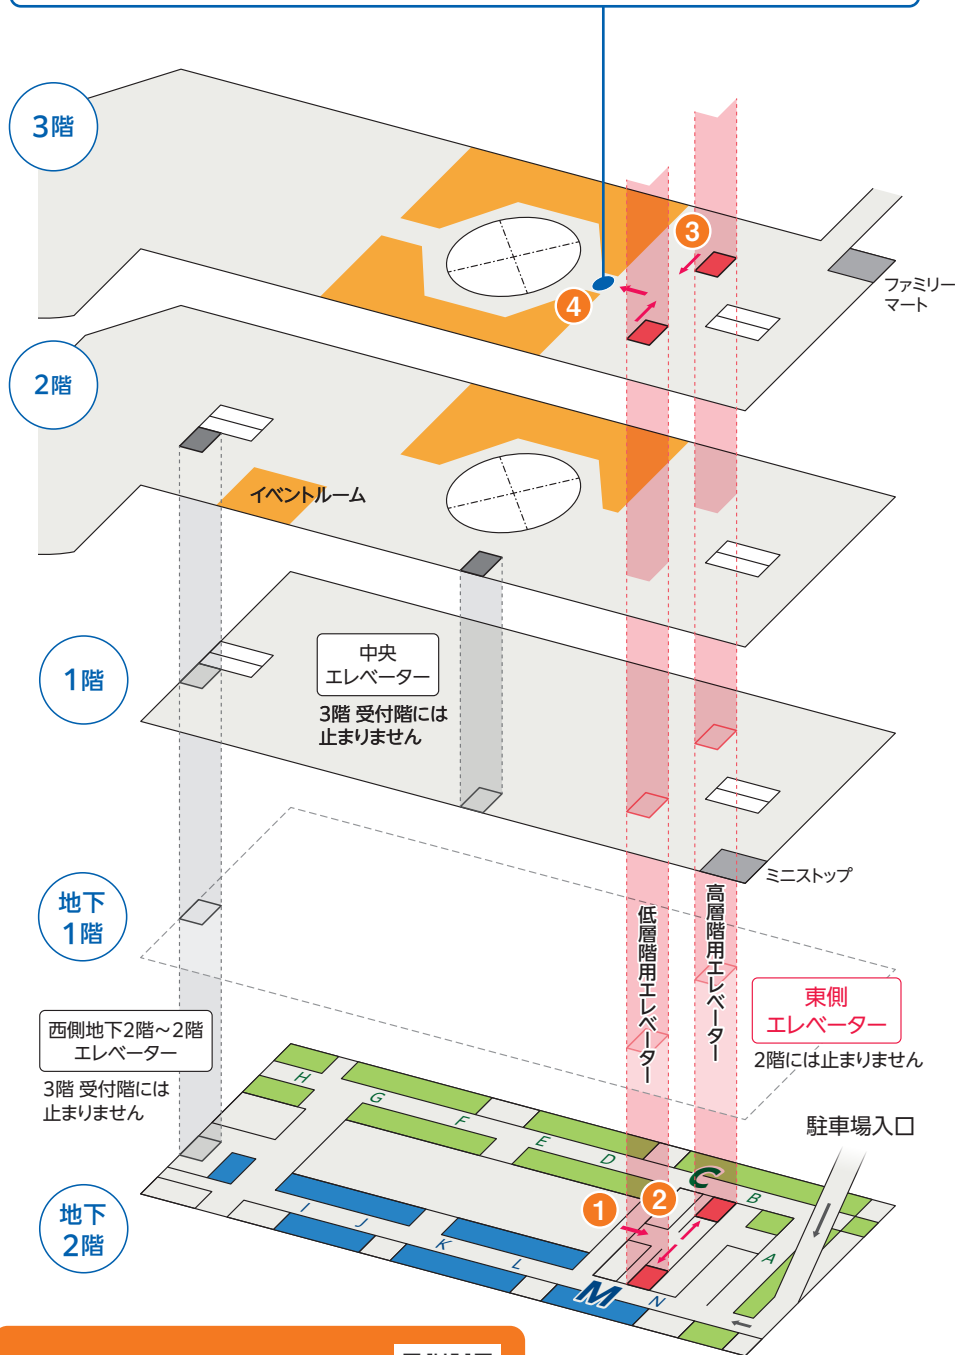 3階
3
4
ファミリー
マート
2階
イベントルーム
1階
中央
エレベーター
3階 受付階には
止まりません
ミニストップ
地下
1階
低層階用エレベーター
高層階用エレベーター
東側
エレベーター
2階には止まりません
西側地下2階~2階
エレベーター
3階 受付階には
止まりません
駐車場入口
地下
2階
H
G
F
E
D
C
B
A
1
2
I
J
K
L
M
N